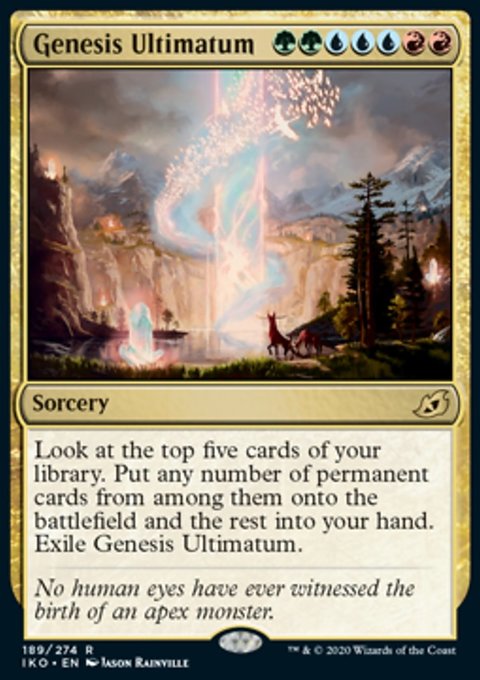 Genesis Ultimatum
Sorcery
Look at the top five cards of your
library. Put any number of permanent
cards from among them onto the
battlefield and the rest into your hand.
Exile Genesis Ultimatum.
No human eyes have ever witnessed the
birth of an apex monster.
189/274 R
IKO • EN Jason Rainville
™ & © 2020 Wizards of the Coast